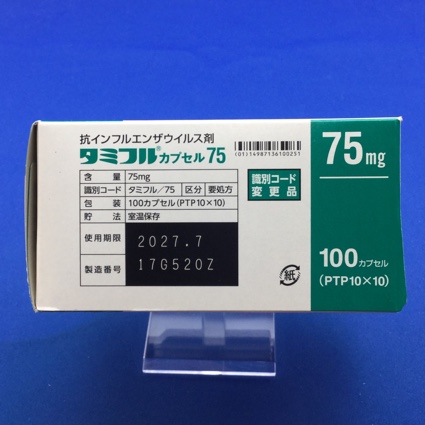 抗インフルエンザウイルス剤
タミフル®カプセル75
(01)14987136100251
含　量 75mg
識別コード タミフル/75 区分 要処方
包　装 100カプセル(PTP10×10)
貯　法 室温保存
使用期限 2027.7
製造番号 17G520Z
識別コード
変更品
紙
75mg
100カプセル
(PTP10×10)